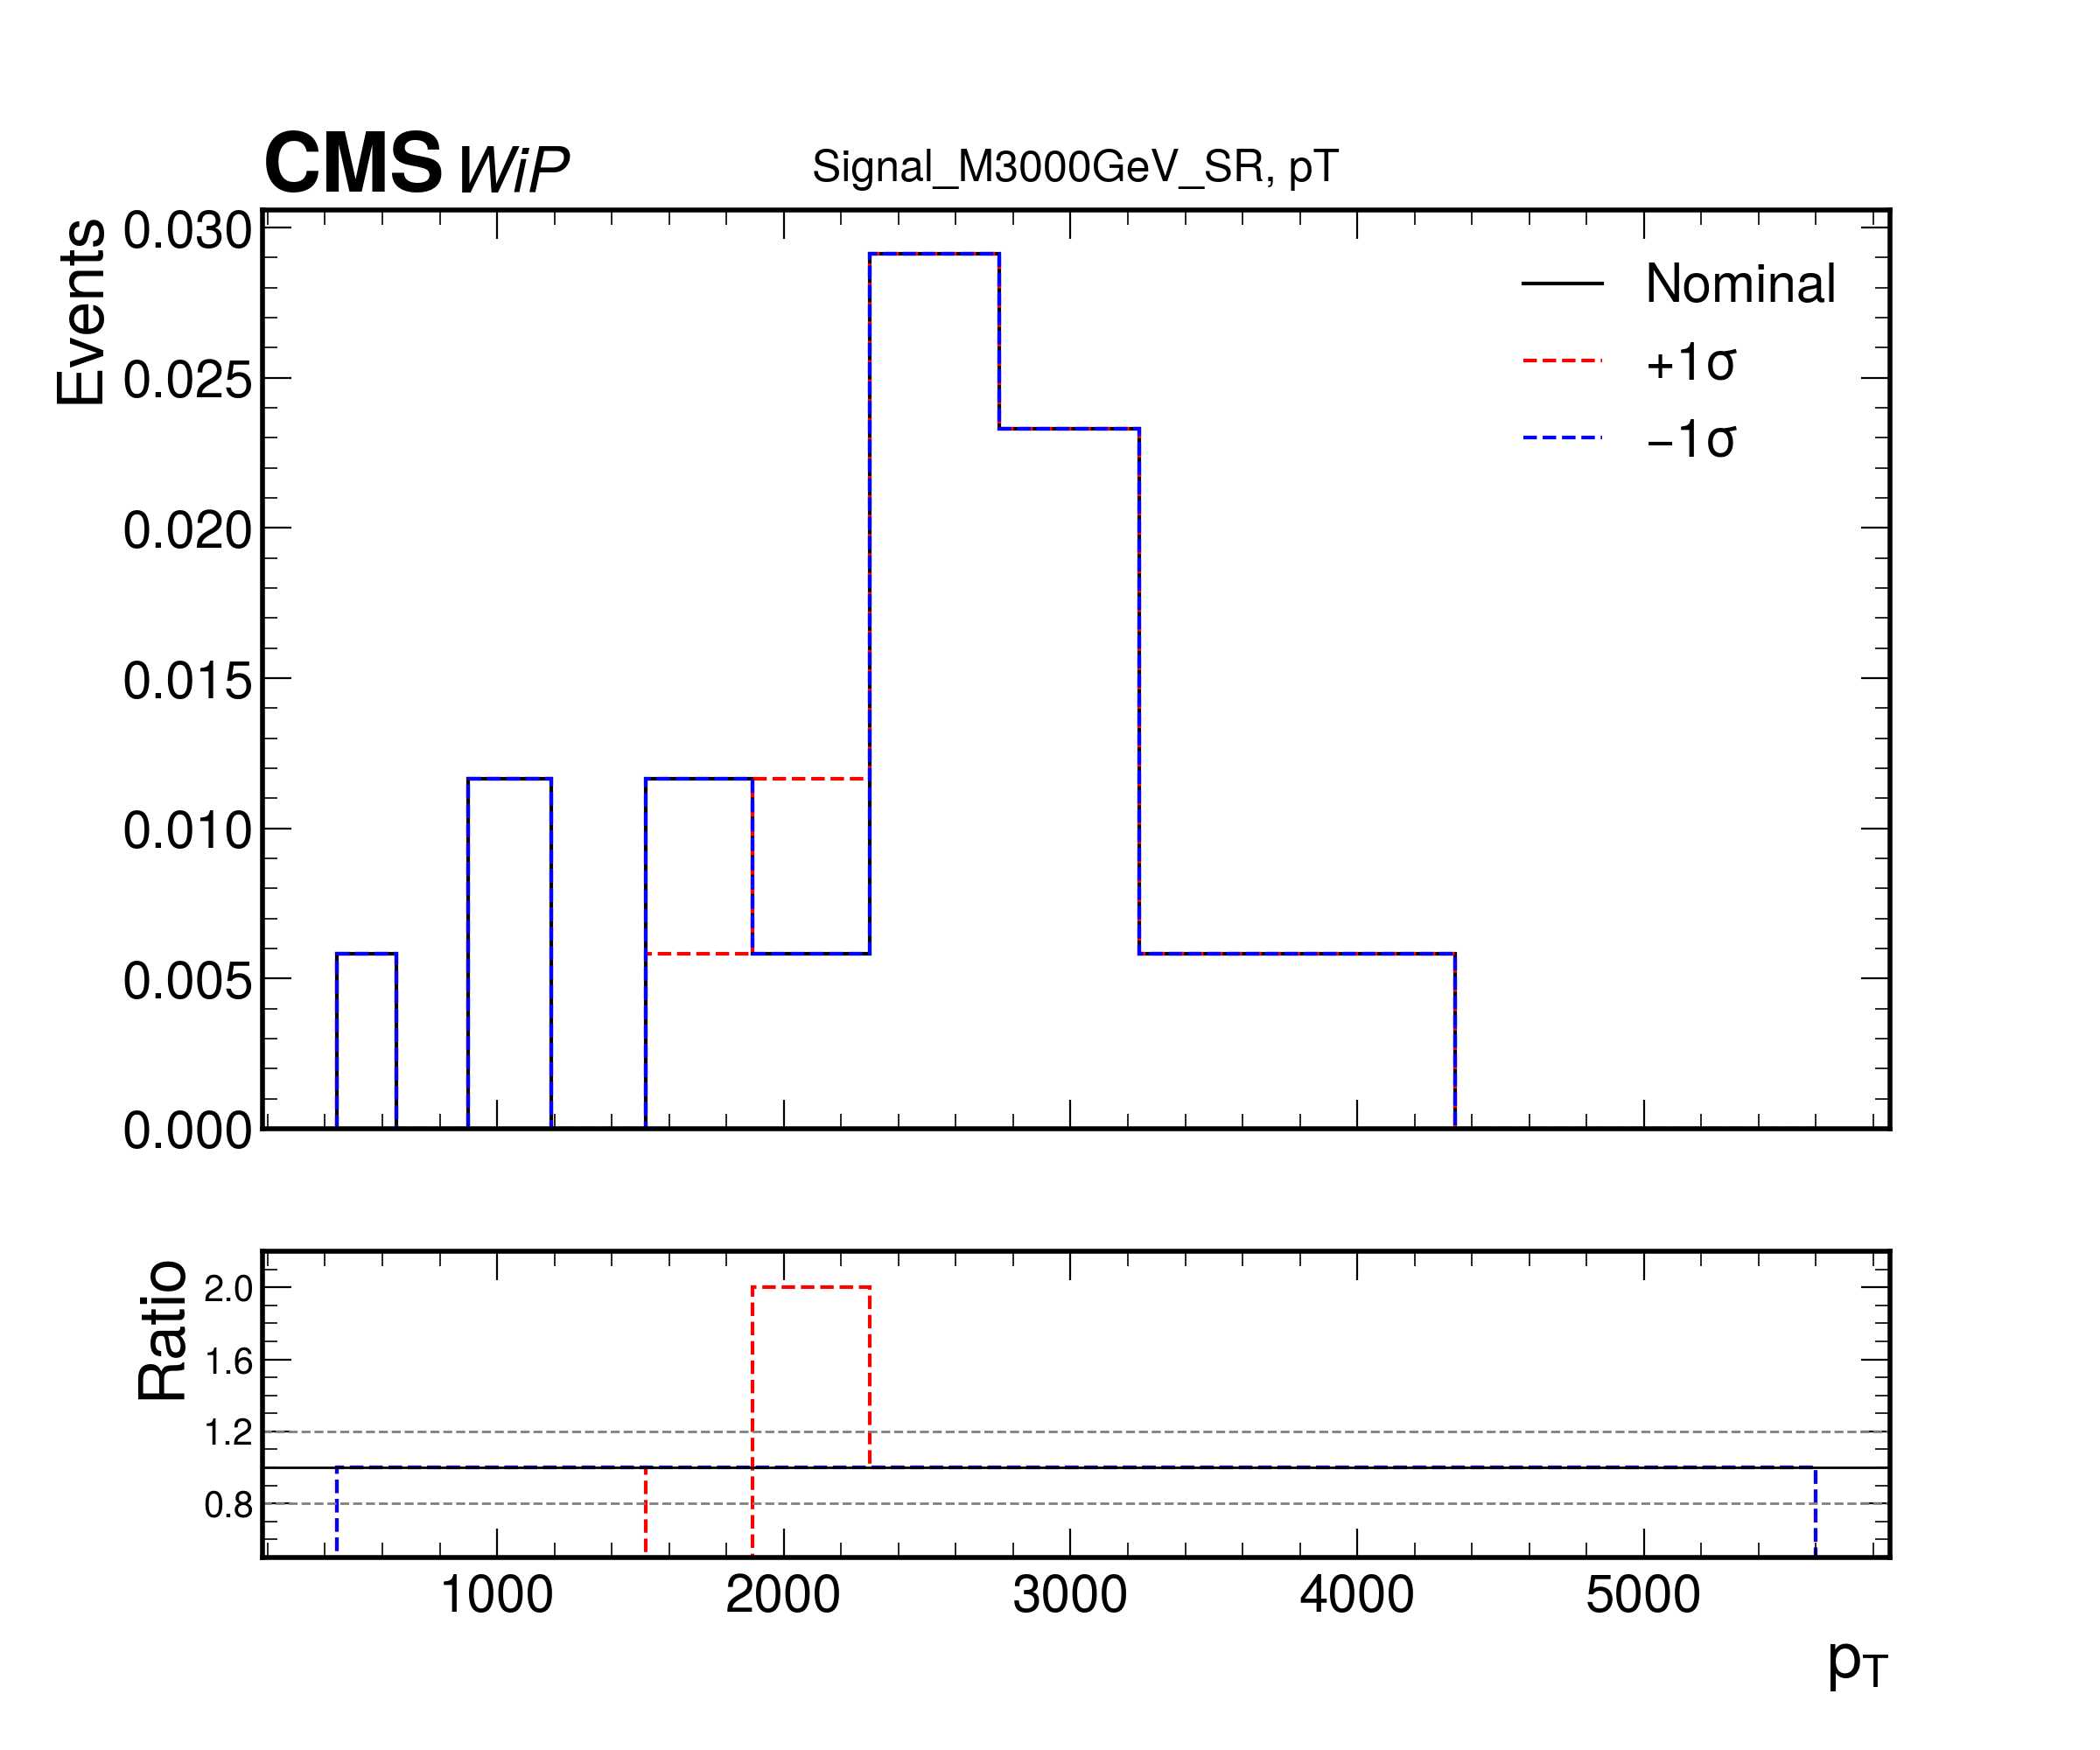 CMS WiP Signal_M3000GeV_SR, pT
Events
0.030
0.025
0.020
0.015
0.010
0.005
0.000
Nominal
+1σ
−1σ
Ratio
2.0
1.6
1.2
0.8
1000 2000 3000 4000 5000
pT